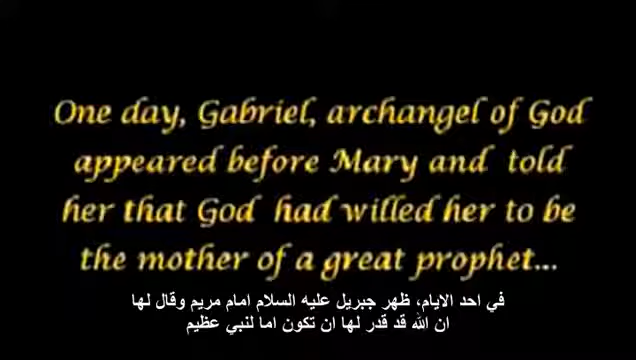 One day, Gabriel, archangel of God
appeared before Mary and told
her that God had willed her to be
the mother of a great prophet...
في احد الايام، ظهر جبريل عليه السلام امام مريم وقال لها
ان الله قد قدر لها ان تكون اما لنبي عظيم